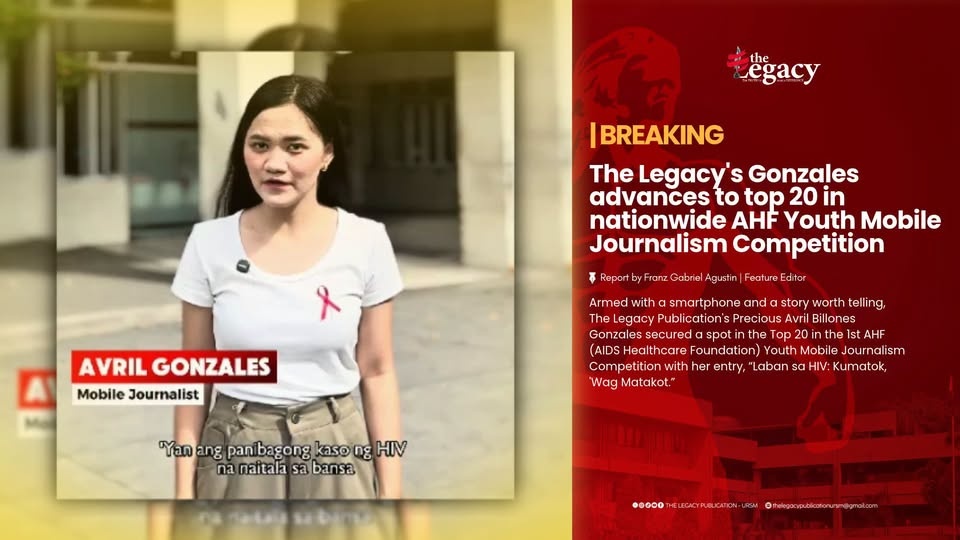 AVRIL GONZALES
Mobile Journalist
'Yan ang panibagong kaso ng HIV
na naitala sa bansa
the
Legacy
| BREAKING
The Legacy's Gonzales
advances to top 20 in
nationwide AHF Youth Mobile
Journalism Competition
Report by Franz Gabriel Agustin | Feature Editor
Armed with a smartphone and a story worth telling,
The Legacy Publication's Precious Avril Billones
Gonzales secured a spot in the Top 20 in the 1st AHF
(AIDS Healthcare Foundation) Youth Mobile Journalism
Competition with her entry, “Laban sa HIV: Kumatok,
'Wag Matakot.”
THE LEGACY PUBLICATION - URSM thelegacypublicationursm@gmail.com